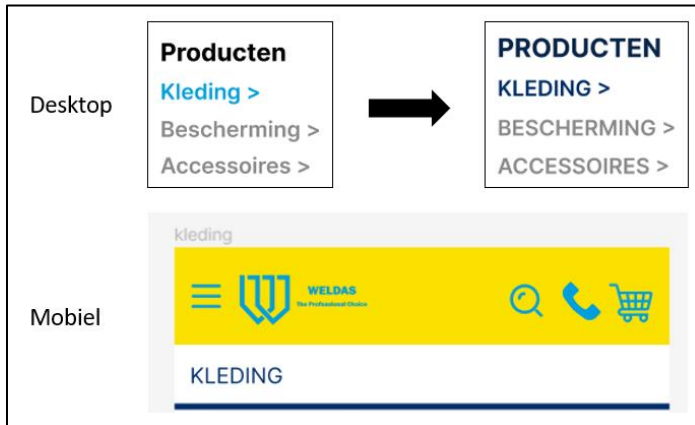 Desktop
Producten
Kleding >
Bescherming >
Accessoires >
PRODUCTEN
KLEDING >
BESCHERMING >
ACCESSOIRES >
Mobiel
kleding
WELDAS
The Professional Choice
KLEDING